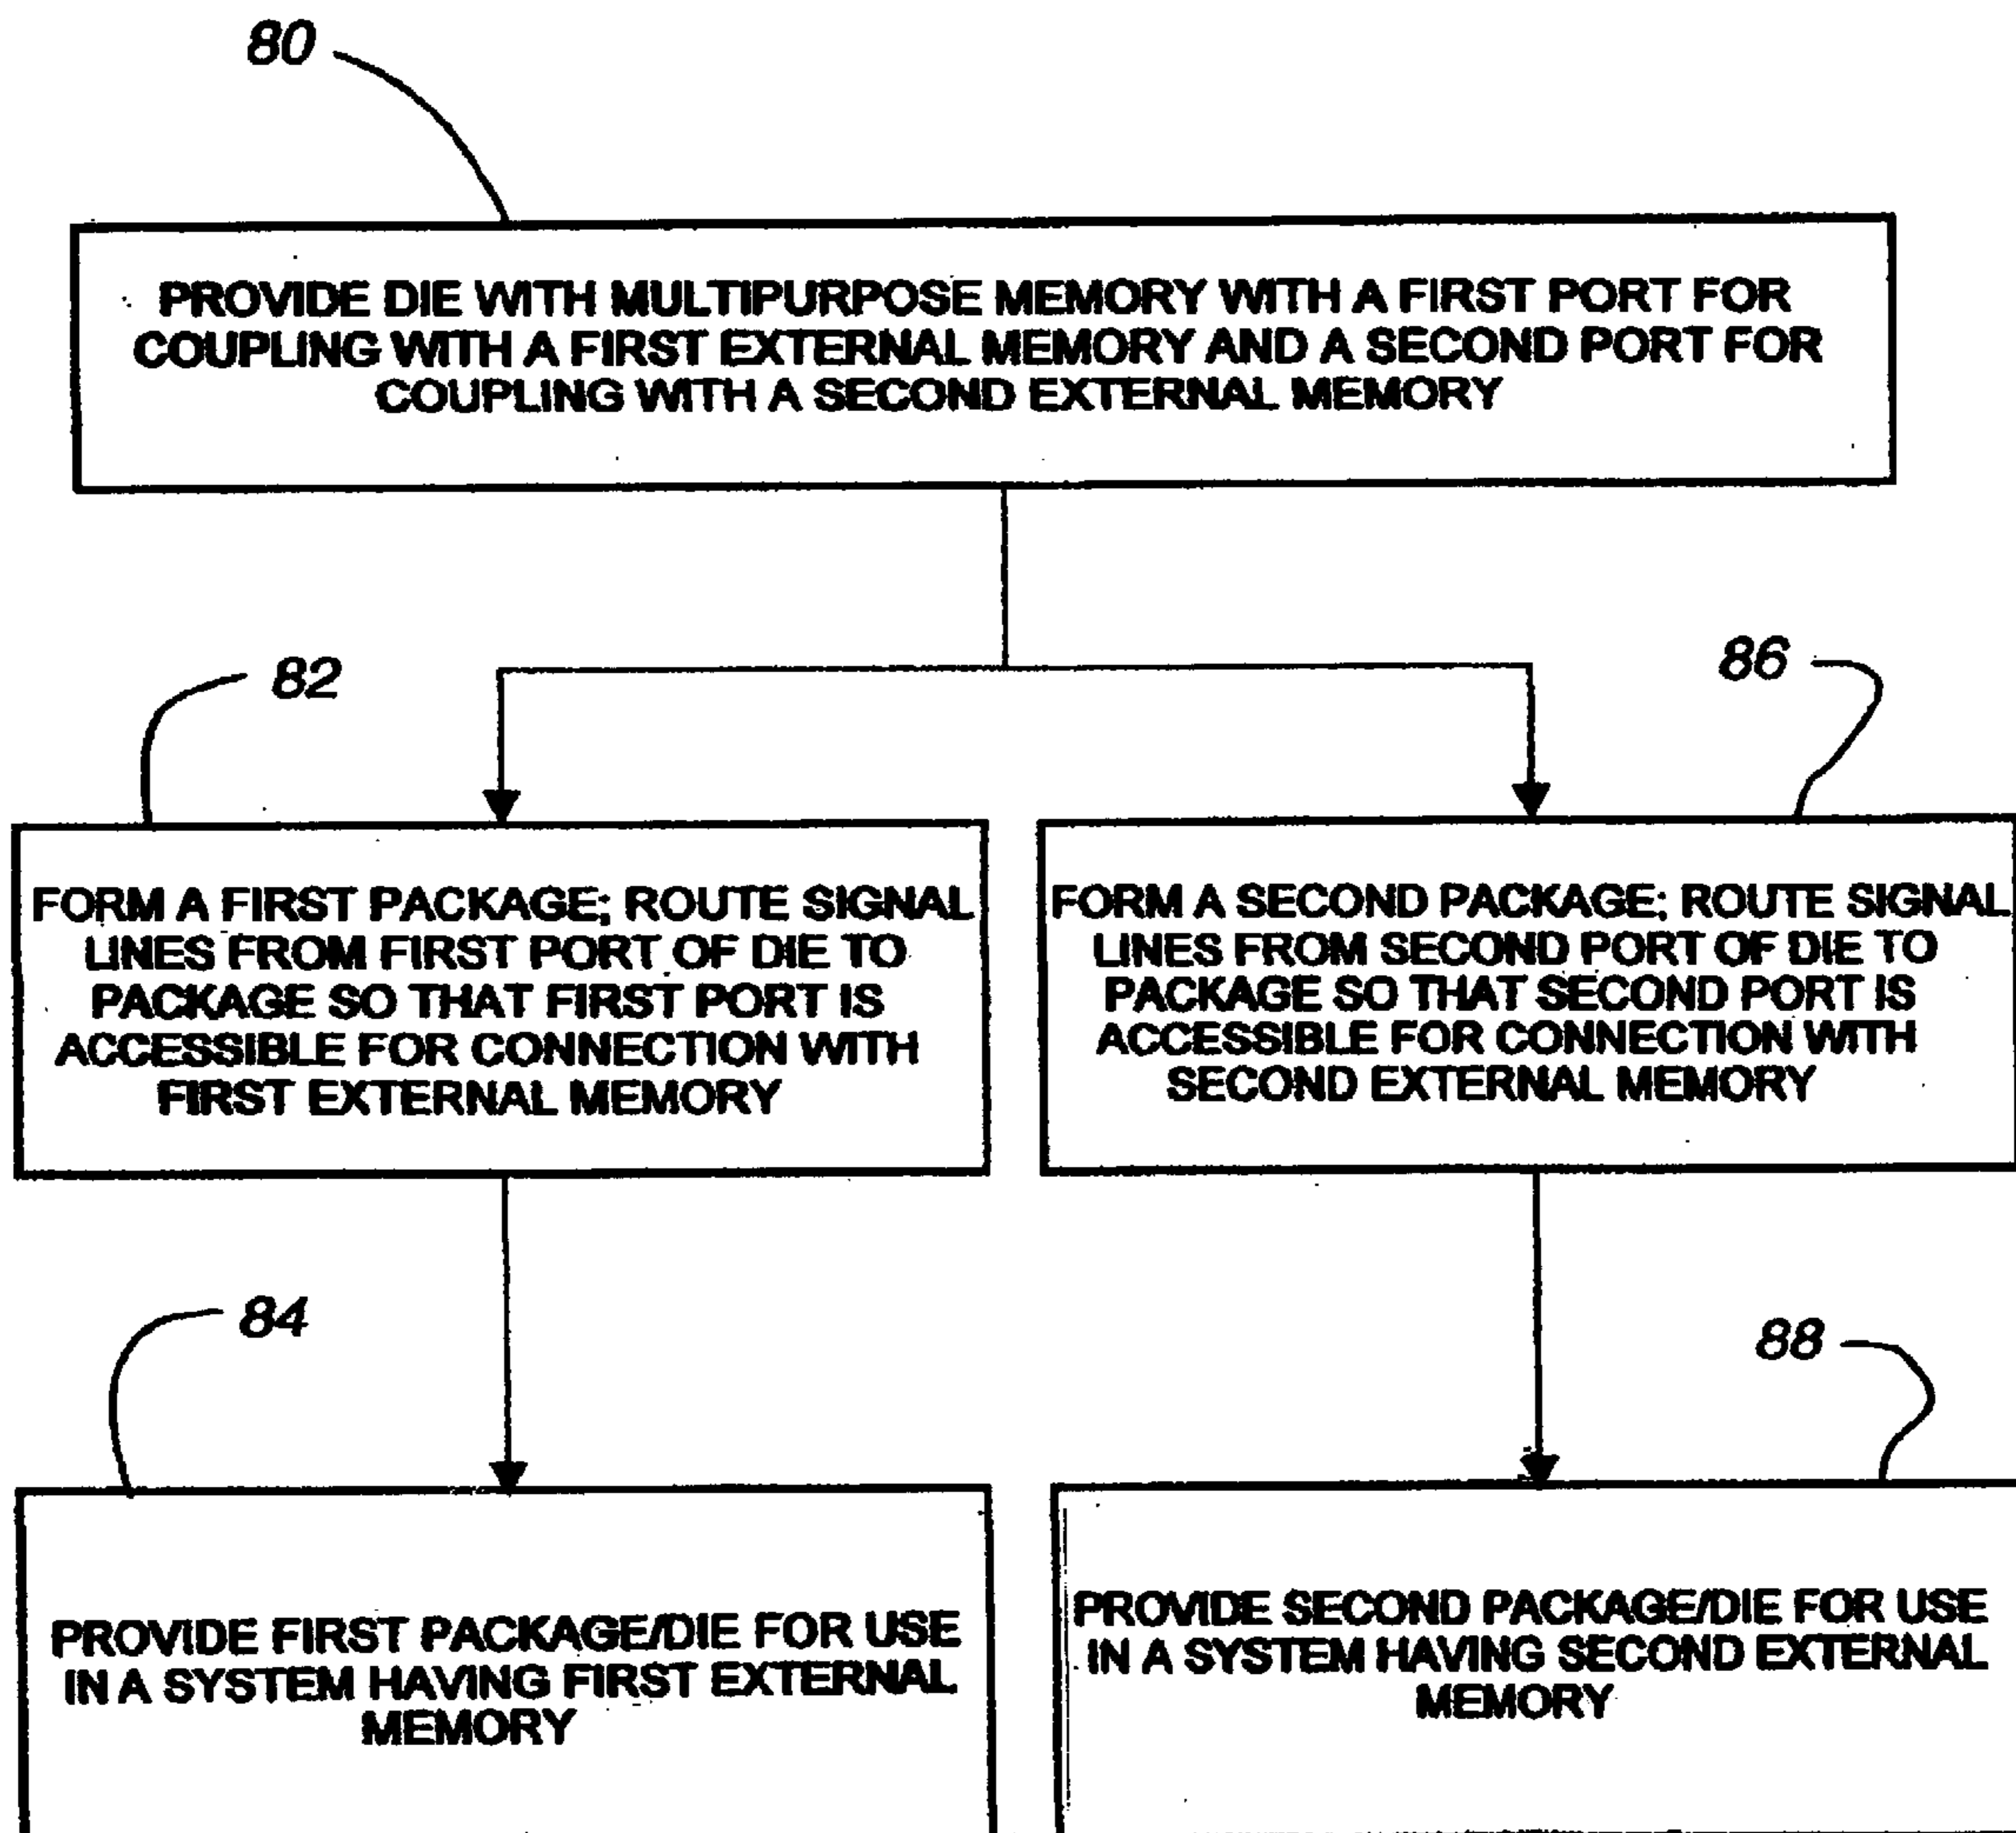 80
PROVIDE DIE WITH MULTIPURPOSE MEMORY WITH A FIRST PORT FOR
COUPLING WITH A FIRST EXTERNAL MEMORY AND A SECOND PORT FOR
COUPLING WITH A SECOND EXTERNAL MEMORY
82
FORM A FIRST PACKAGE; ROUTE SIGNAL
LINES FROM FIRST PORT OF DIE TO
PACKAGE SO THAT FIRST PORT IS
ACCESSIBLE FOR CONNECTION WITH
FIRST EXTERNAL MEMORY
86
FORM A SECOND PACKAGE; ROUTE SIGNAL
LINES FROM SECOND PORT OF DIE TO
PACKAGE SO THAT SECOND PORT IS
ACCESSIBLE FOR CONNECTION WITH
SECOND EXTERNAL MEMORY
84
PROVIDE FIRST PACKAGE/DIE FOR USE
IN A SYSTEM HAVING FIRST EXTERNAL
MEMORY
88
PROVIDE SECOND PACKAGE/DIE FOR USE
IN A SYSTEM HAVING SECOND EXTERNAL
MEMORY